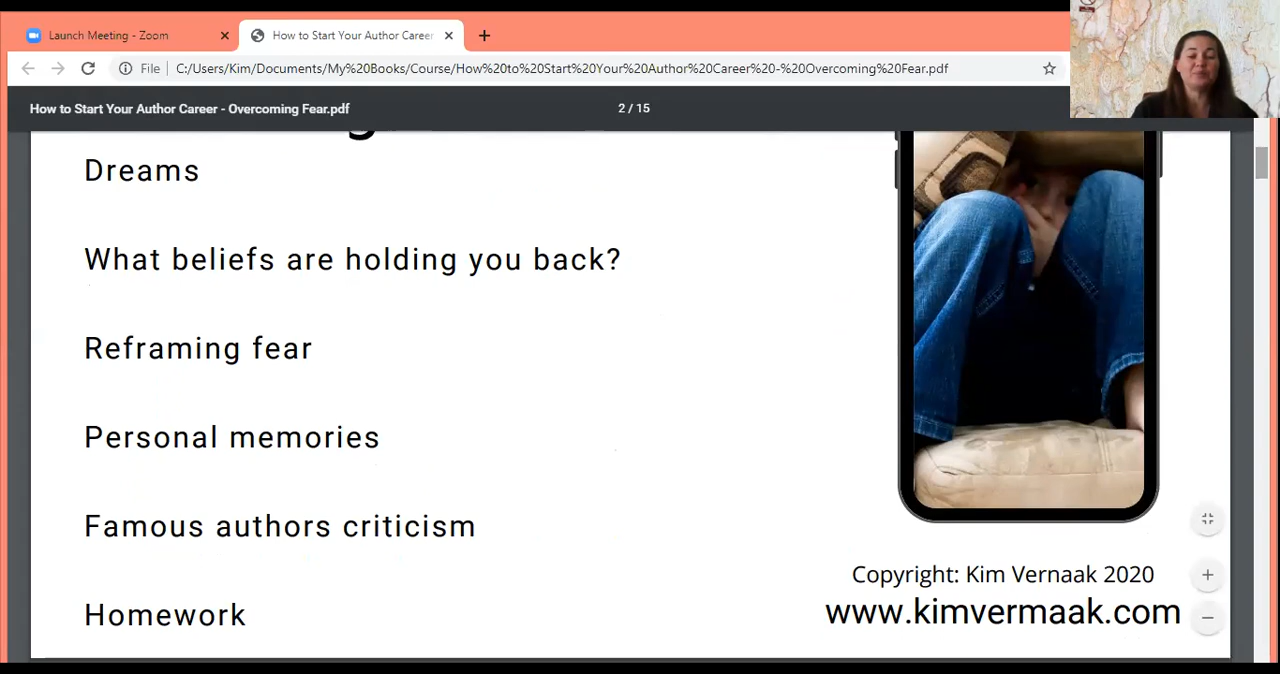 Launch Meeting - Zoom
How to Start Your Author Career
File
C:/Users/Kim/Documents/My%20Books/Course/How%20to%20Start%20Your%20Author%20Career%20-%20Overcoming%20Fear.pdf
How to Start Your Author Career - Overcoming Fear.pdf
2 / 15
Dreams
What beliefs are holding you back?
Reframing fear
Personal memories
Famous authors criticism
Homework
Copyright: Kim Vernaak 2020
www.kimvermaak.com